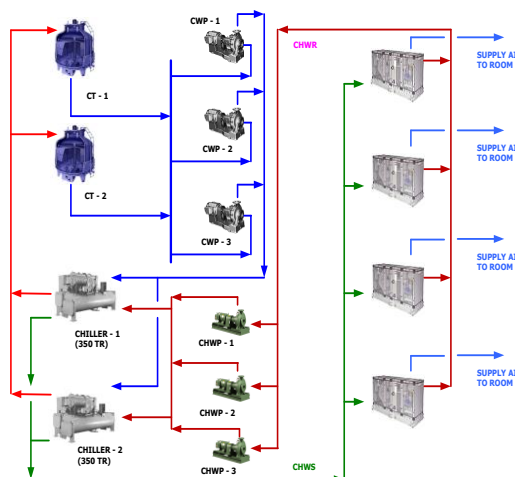 CWP - 1
CHWR
SUPPLY AI
TO ROOM
CT - 1
CWP - 2
SUPPLY AI
TO ROOM
CT - 2
CWP - 3
SUPPLY AI
TO ROOM
CHILLER - 1
(350 TR)
CHWP - 1
SUPPLY AI
TO ROOM
CHWP - 2
CHILLER - 2
(350 TR)
CHWP - 3
CHWS